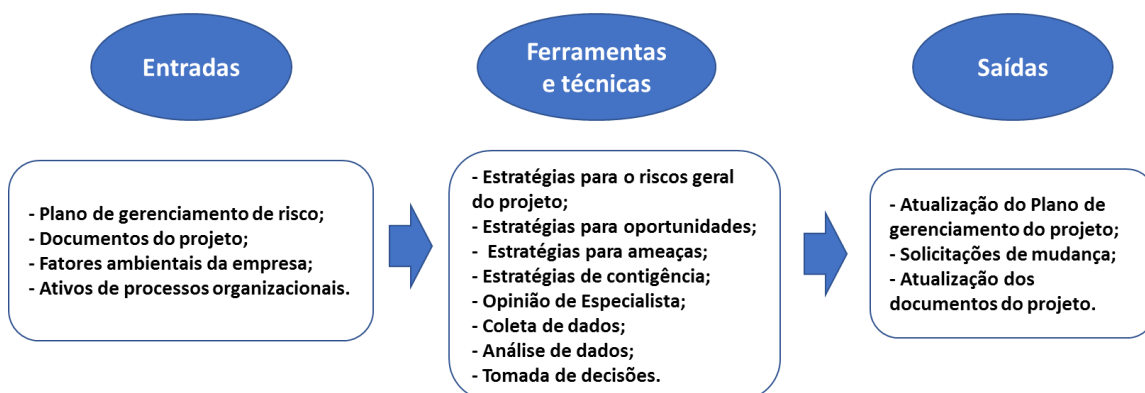 Entradas
- Plano de gerenciamento de risco;
- Documentos do projeto;
- Fatores ambientais da empresa;
- Ativos de processos organizacionais.
Ferramentas
e técnicas
- Estratégias para o riscos geral
do projeto;
- Estratégias para oportunidades;
- Estratégias para ameaças;
- Estratégias de contigência;
- Opinião de Especialista;
- Coleta de dados;
- Análise de dados;
- Tomada de decisões.
Saídas
- Atualização do Plano de
gerenciamento do projeto;
- Solicitações de mudança;
- Atualização dos
documentos do projeto.